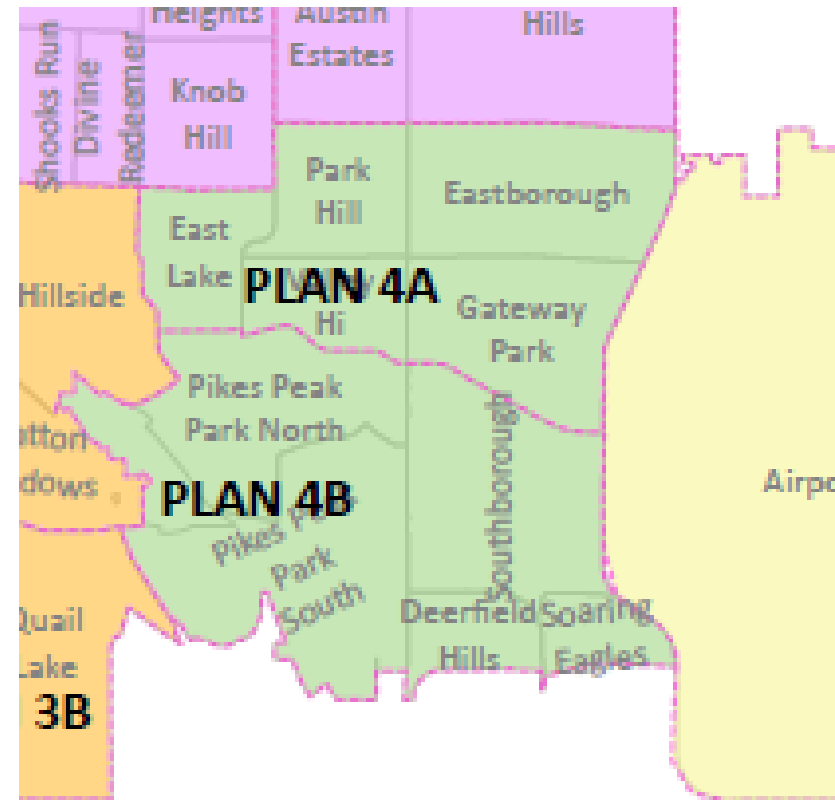 Heights
Austin
Estates
Hills
Shooks Run
Divine
Redeemer
Knob
Hill
Park
Hill
Eastborough
East
Lake
PLAN 4A
Hi
Gateway
Park
Hillside
Pikes Peak
Park North
Southborough
dows
PLAN 4B
Pikes
Park
South
Airpo
Deerfield
Hills
Soaring
Eagles
Quail
Lake
3B